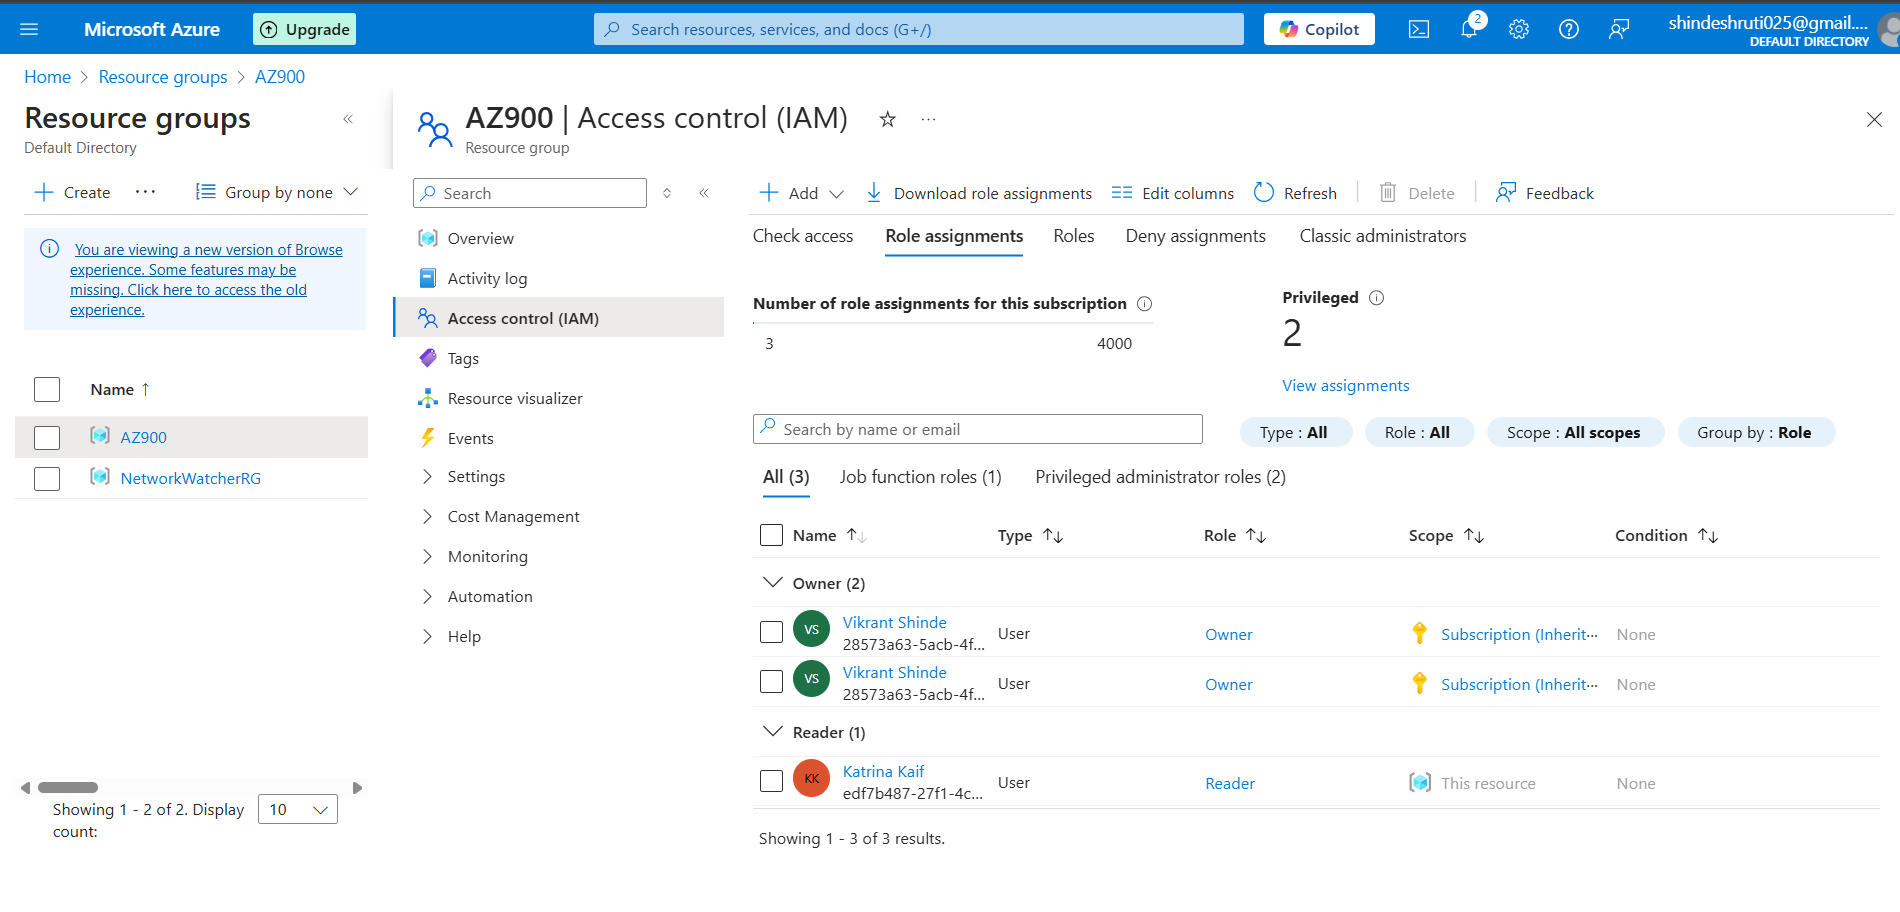 Microsoft Azure
Upgrade
Search resources, services, and docs (G+/)
Copilot
2
shindeshruti025@gmail....
DEFAULT DIRECTORY
Home > Resource groups > AZ900
Resource groups
Default Directory
Create ···
Group by none
You are viewing a new version of Browse
experience. Some features may be
missing. Click here to access the old
experience.
Name ↑
AZ900
NetworkWatcherRG
Showing 1 - 2 of 2. Display
count:
10
AZ900 | Access control (IAM)
Resource group
Search
Overview
Activity log
Access control (IAM)
Tags
Resource visualizer
Events
Settings
Cost Management
Monitoring
Automation
Help
Add
Download role assignments
Edit columns
Refresh
Delete
Feedback
Check access
Role assignments
Roles
Deny assignments
Classic administrators
Number of role assignments for this subscription
3
4000
Privileged
2
View assignments
Search by name or email
Type : All
Role : All
Scope : All scopes
Group by : Role
All (3)
Job function roles (1)
Privileged administrator roles (2)
Name ↑↓ Type ↑↓ Role ↑↓ Scope ↑↓ Condition ↑↓
Owner (2)
VS
Vikrant Shinde
28573a63-5acb-4f...
User
Owner
Subscription (Inherit···
None
VS
Vikrant Shinde
28573a63-5acb-4f...
User
Owner
Subscription (Inherit···
None
Reader (1)
KK
Katrina Kaif
edf7b487-27f1-4c...
User
Reader
This resource
None
Showing 1 - 3 of 3 results.